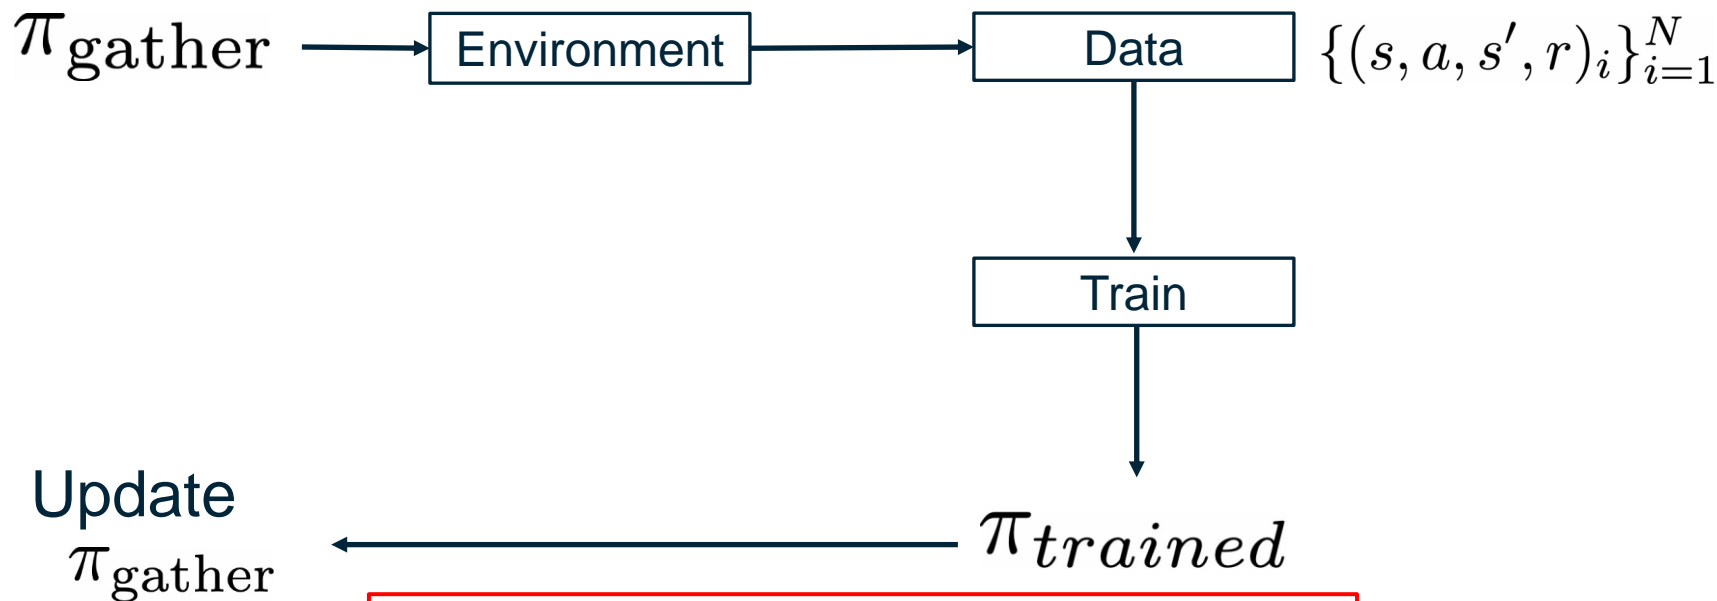 π_gather
Environment
Data
{(s, a, s′, r)_i}_{i=1}^N
Train
Update
π_gather
π_trained